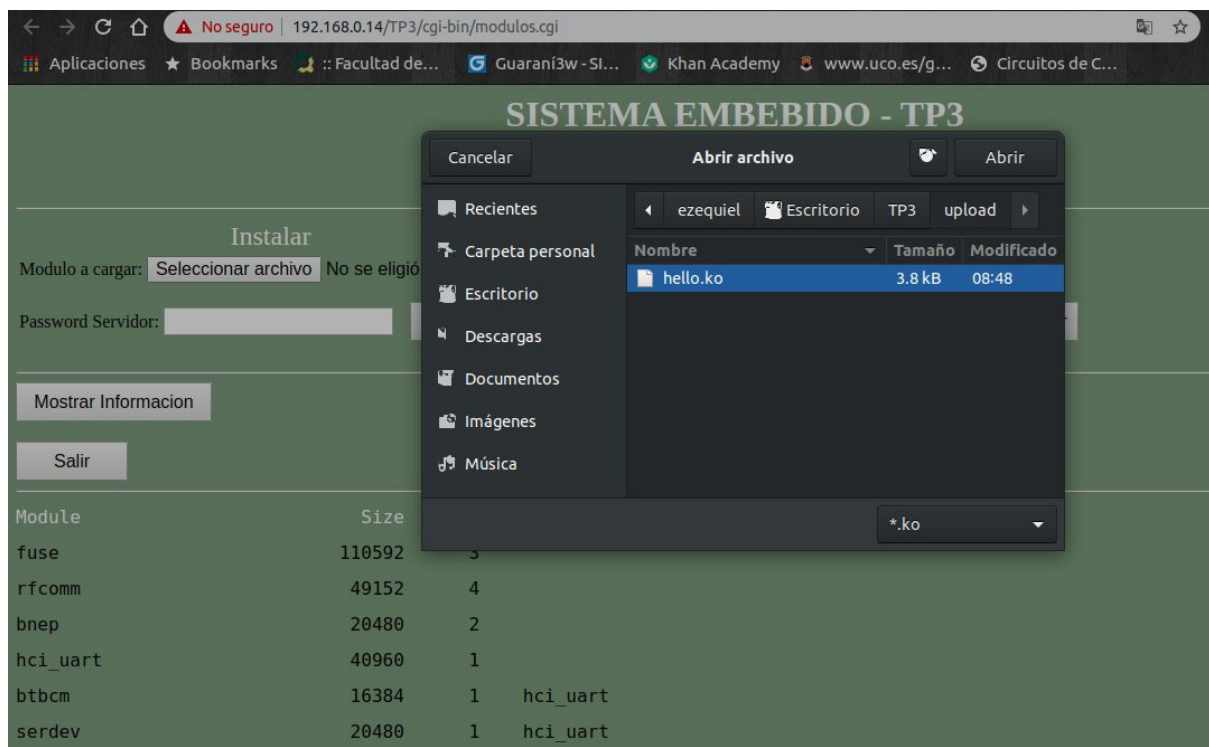 No seguro 192.168.0.14/TP3/cgi-bin/modulos.cgi
Aplicaciones Bookmarks :: Facultad de... Guaraní3w - SI... Khan Academy www.uco.es/g... Circuitos de C...
SISTEMA EMBEBIDO - TP3
Cancelar Abrir archivo Abrir
Recientes
Carpeta personal
Escritorio
Descargas
Documentos
Imágenes
Música
ezequiel Escritorio TP3 upload
Nombre Tamaño Modificado
hello.ko 3.8 kB 08:48
*.ko
Instalar
Modulo a cargar: Seleccionar archivo No se eligió
Password Servidor:
Mostrar Informacion
Salir
Module Size
fuse 110592 3
rfcomm 49152 4
bnep 20480 2
hci_uart 40960 1
btbcm 16384 1 hci_uart
serdev 20480 1 hci_uart